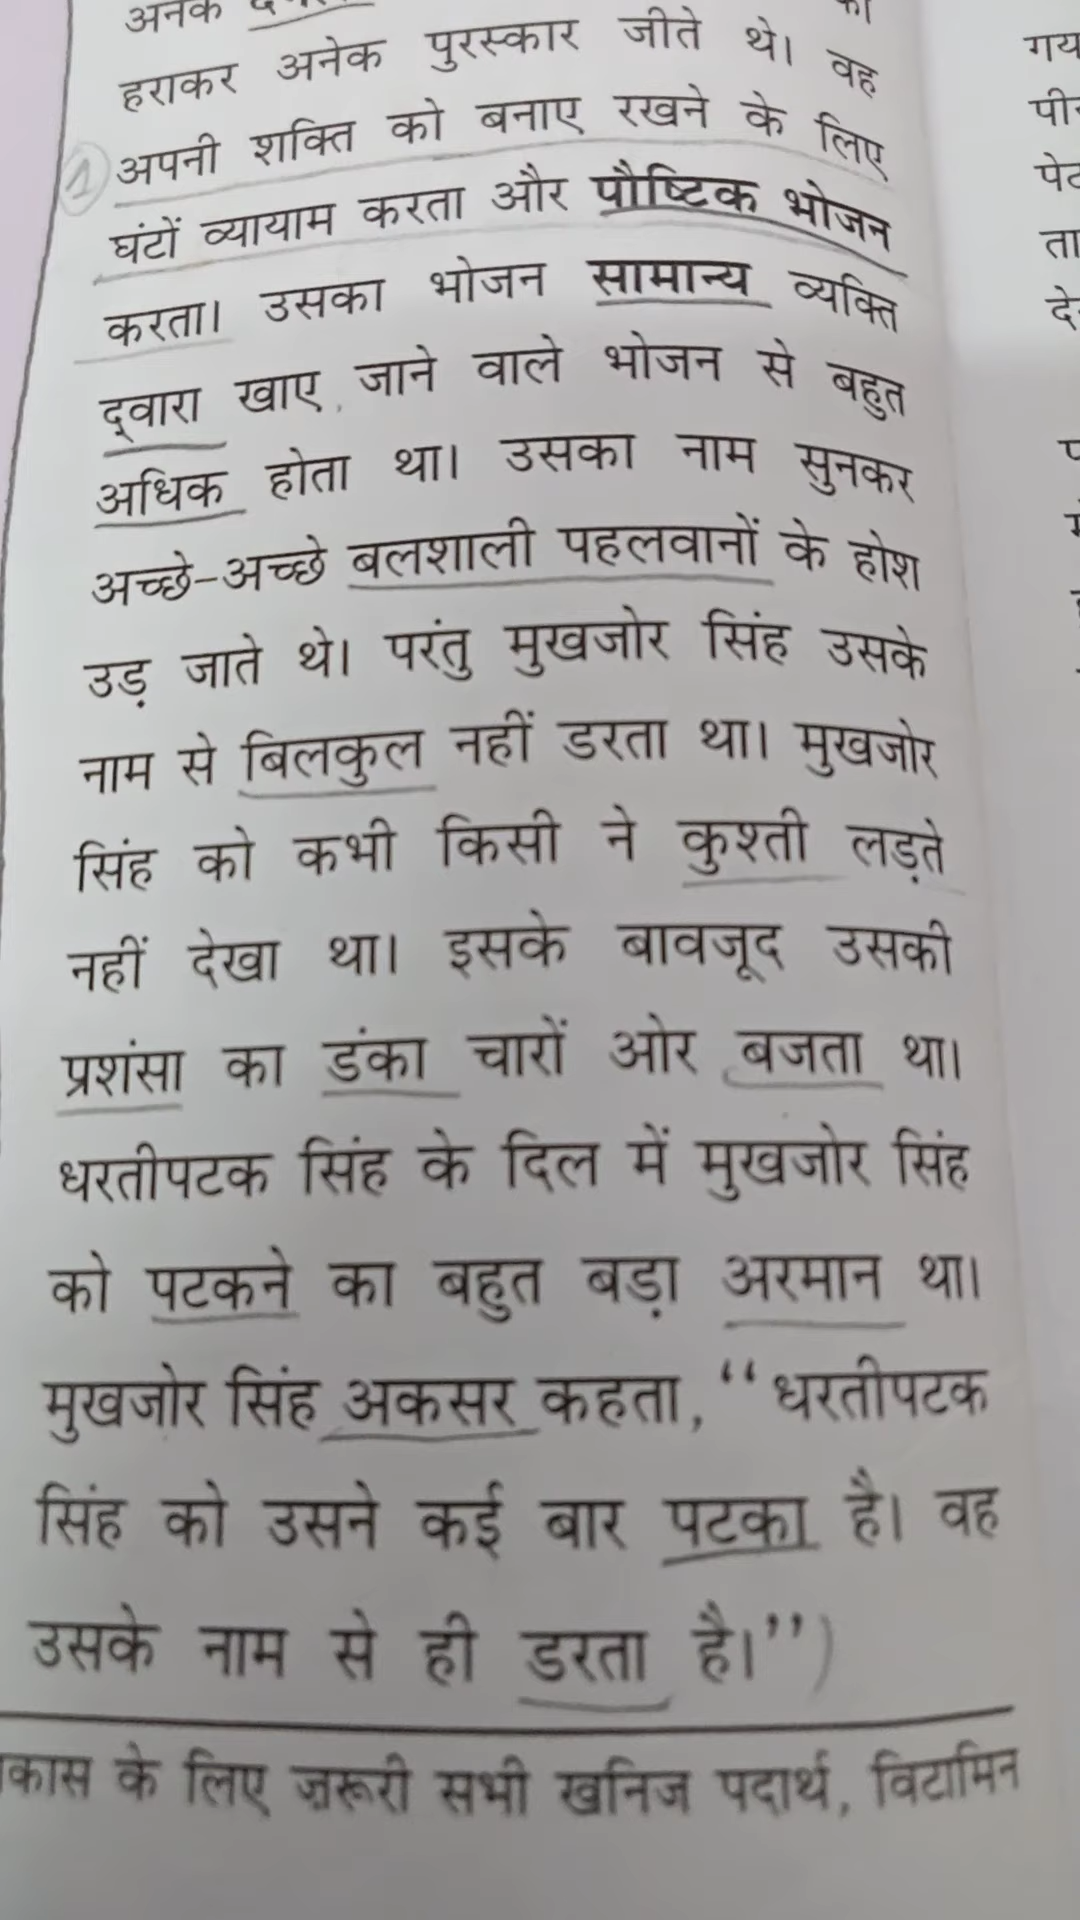 अनेक
हराकर अनेक पुरस्कार जीते थे। वह
अपनी शक्ति को बनाए रखने के लिए
1
घंटों व्यायाम करता और पौष्टिक भोजन
करता। उसका भोजन सामान्य व्यक्ति
द्वारा खाए जाने वाले भोजन से बहुत
अधिक होता था। उसका नाम सुनकर
अच्छे-अच्छे बलशाली पहलवानों के होश
उड़ जाते थे। परंतु मुखजोर सिंह उसके
नाम से बिलकुल नहीं डरता था। मुखजोर
सिंह को कभी किसी ने कुश्ती लड़ते
नहीं देखा था। इसके बावजूद उसकी
प्रशंसा का डंका चारों ओर बजता था।
धरतीपटक सिंह के दिल में मुखजोर सिंह
को पटकने का बहुत बड़ा अरमान था।
मुखजोर सिंह अकसर कहता, ‘‘धरतीपटक
सिंह को उसने कई बार पटका है। वह
उसके नाम से ही डरता है।’’)
कास के लिए ज़रूरी सभी खनिज पदार्थ, विटामिन